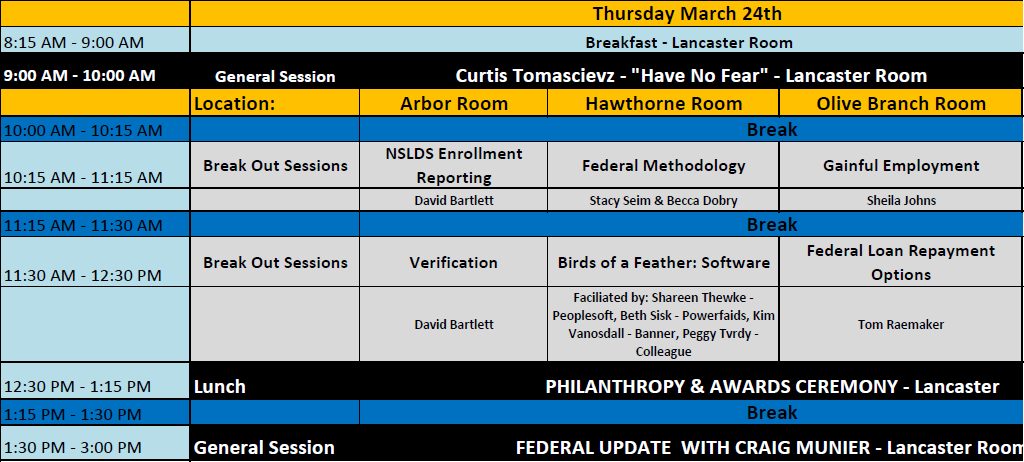 Thursday March 24th
8:15 AM - 9:00 AM Breakfast - Lancaster Room
9:00 AM - 10:00 AM General Session Curtis Tomascievz - "Have No Fear" - Lancaster Room
Location: Arbor Room Hawthorne Room Olive Branch Room
10:00 AM - 10:15 AM Break
10:15 AM - 11:15 AM Break Out Sessions
NSLDS Enrollment
Reporting
Federal Methodology
Gainful Employment
David Bartlett
Stacy Seim & Becca Dobry
Sheila Johns
11:15 AM - 11:30 AM Break
11:30 AM - 12:30 PM Break Out Sessions
Verification
Birds of a Feather: Software
Federal Loan Repayment
Options
David Bartlett
Faciliated by: Shareen Thewke -
Peoplesoft, Beth Sisk - Powerfaids, Kim
Vanosdall - Banner, Peggy Tvrdy -
Colleague
Tom Raemaker
12:30 PM - 1:15 PM Lunch PHILANTHROPY & AWARDS CEREMONY - Lancaster
1:15 PM - 1:30 PM Break
1:30 PM - 3:00 PM General Session FEDERAL UPDATE WITH CRAIG MUNIER - Lancaster Room